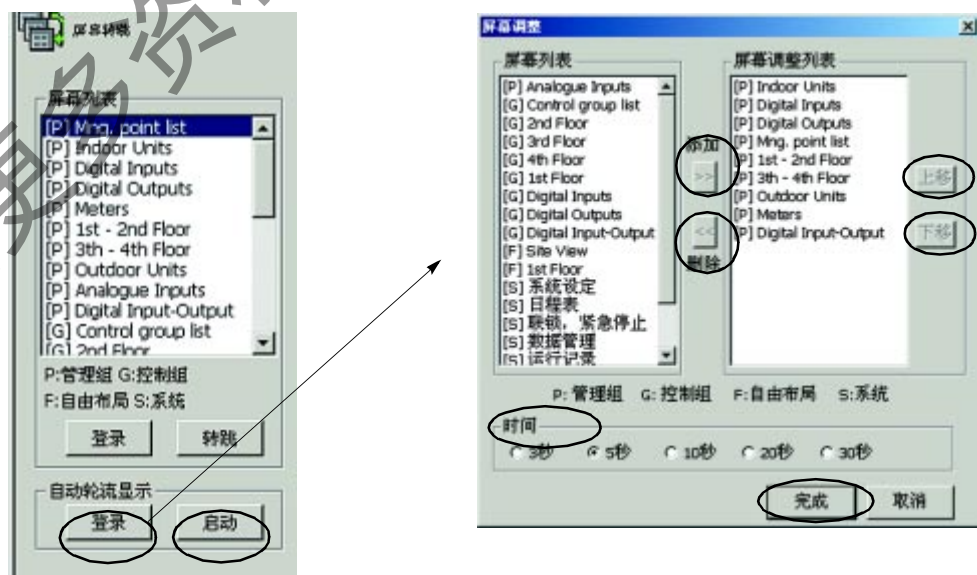 屏幕转跳
屏幕列表
[P] Mng. point list
[P] Indoor Units
[P] Digital Inputs
[P] Digital Outputs
[P] Meters
[P] 1st - 2nd Floor
[P] 3th - 4th Floor
[P] Outdoor Units
[P] Analogue Inputs
[P] Digital Input-Output
[G] Control group list
[G] 2nd Floor
P:管理组 G:控制组
F:自由布局 S:系统
登录 转跳
自动轮流显示
登录 启动
更多资
屏幕调整
屏幕列表
[P] Analogue Inputs
[G] Control group list
[G] 2nd Floor
[G] 3rd Floor
[G] 4th Floor
[G] 1st Floor
[G] Digital Inputs
[G] Digital Outputs
[G] Digital Input-Output
[F] Site View
[F] 1st Floor
[S] 系统设定
[S] 日程表
[S] 联锁，紧急停止
[S] 数据管理
[S] 运行记录
添加
>>
<<
删除
屏幕调整列表
[P] Indoor Units
[P] Digital Inputs
[P] Digital Outputs
[P] Mng. point list
[P] 1st - 2nd Floor
[P] 3th - 4th Floor
[P] Outdoor Units
[P] Meters
[P] Digital Input-Output
上移
下移
P: 管理组 G: 控制组 F:自由布局 S:系统
时间
3秒 5秒 10秒 20秒 30秒
完成 取消